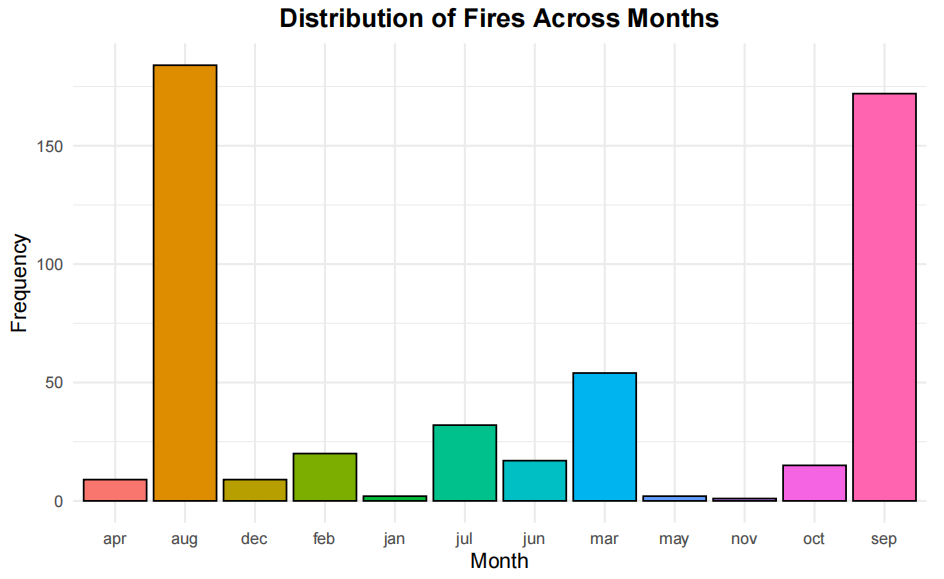 Distribution of Fires Across Months
Frequency
150
100
50
0
apr aug dec feb jan jul jun mar may nov oct sep
Month